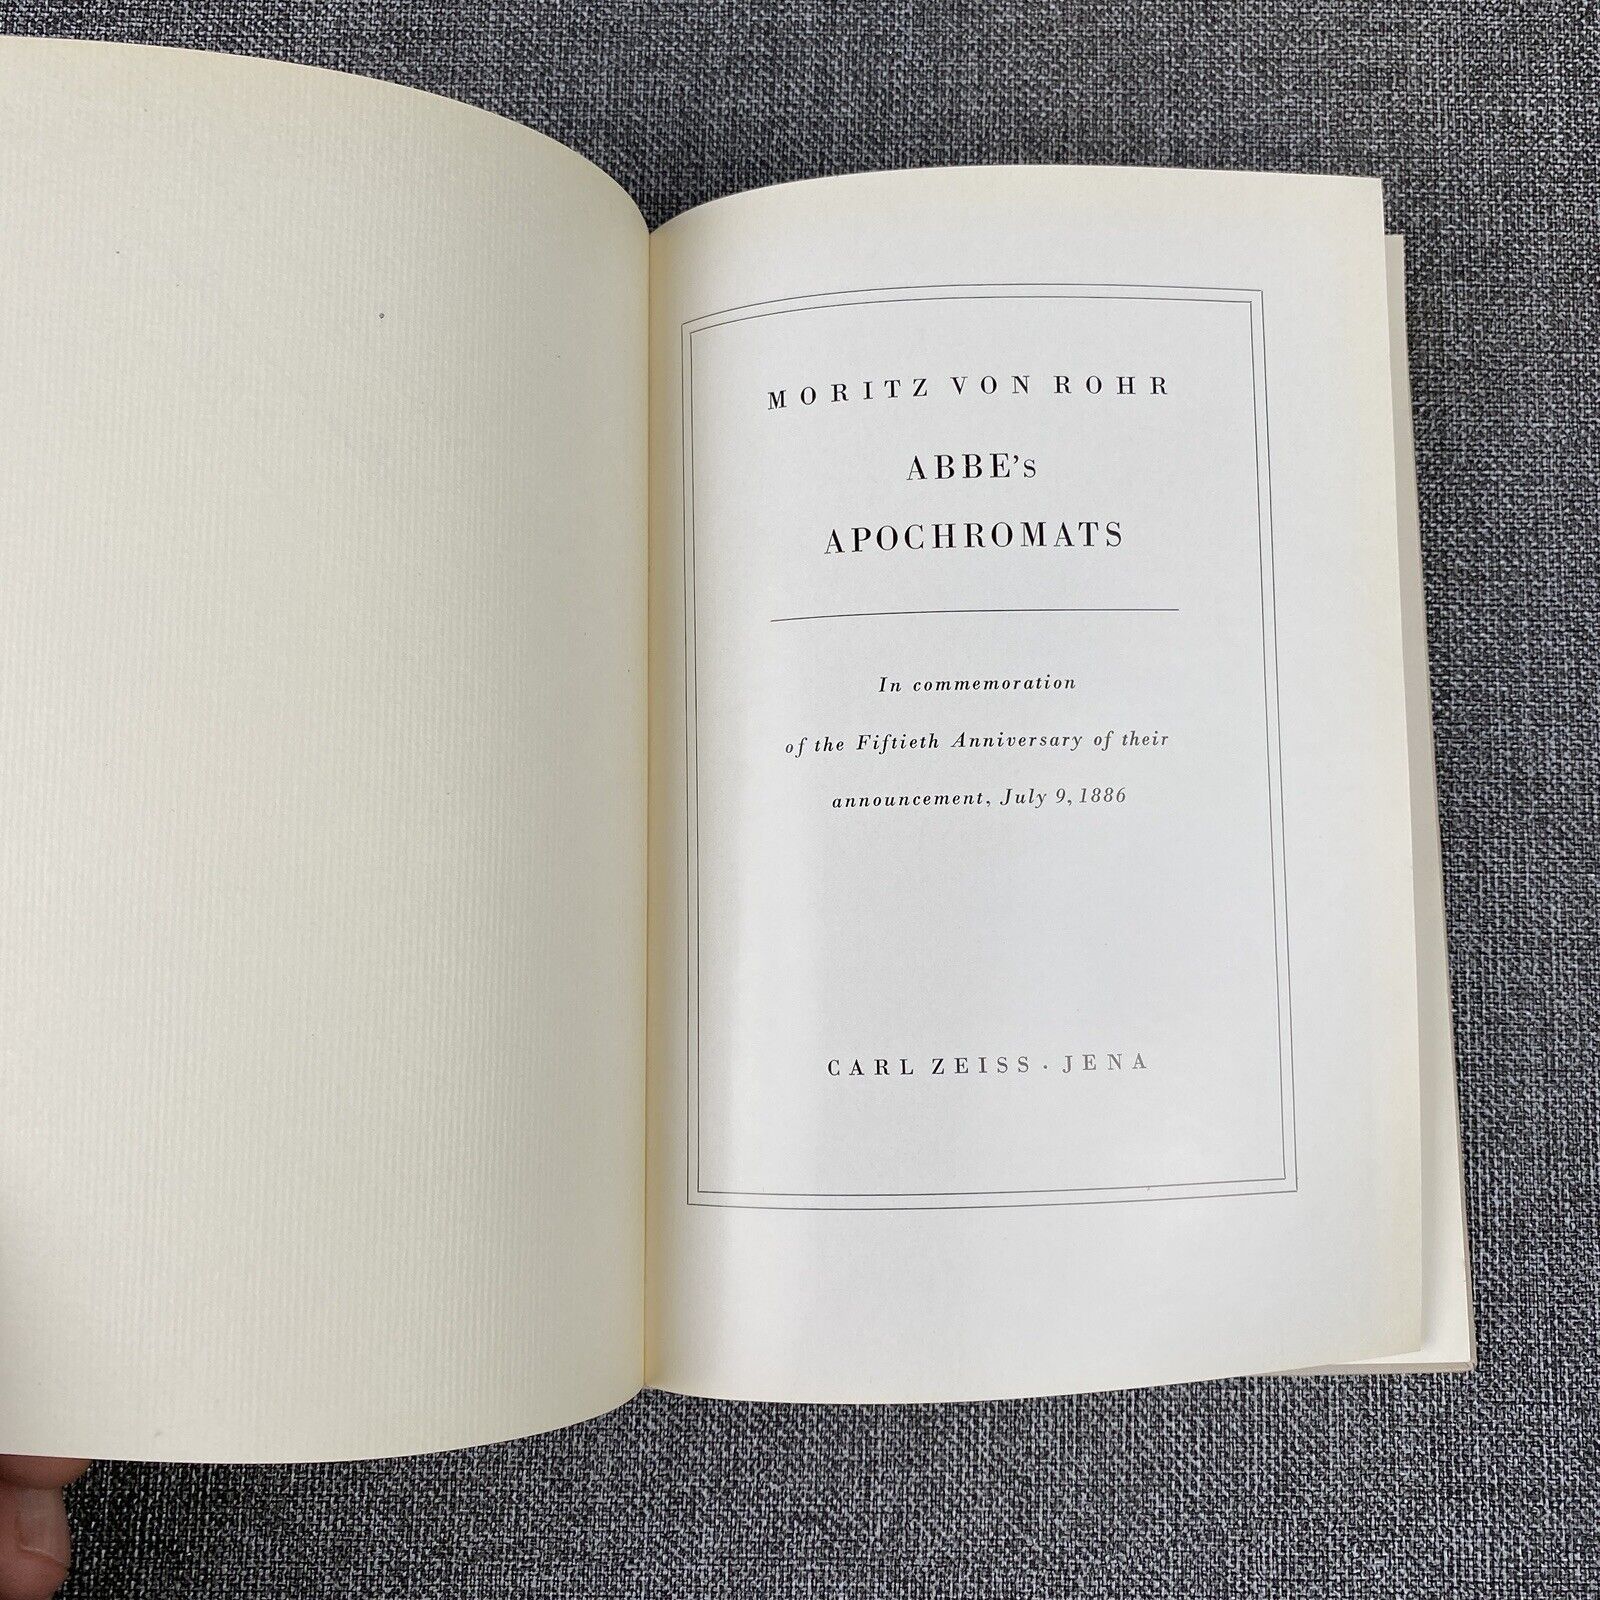 MORITZ VON ROHR
ABBE's
APOCHROMATS
In commemoration
of the Fiftieth Anniversary of their
announcement, July 9, 1886
CARL ZEISS · JENA